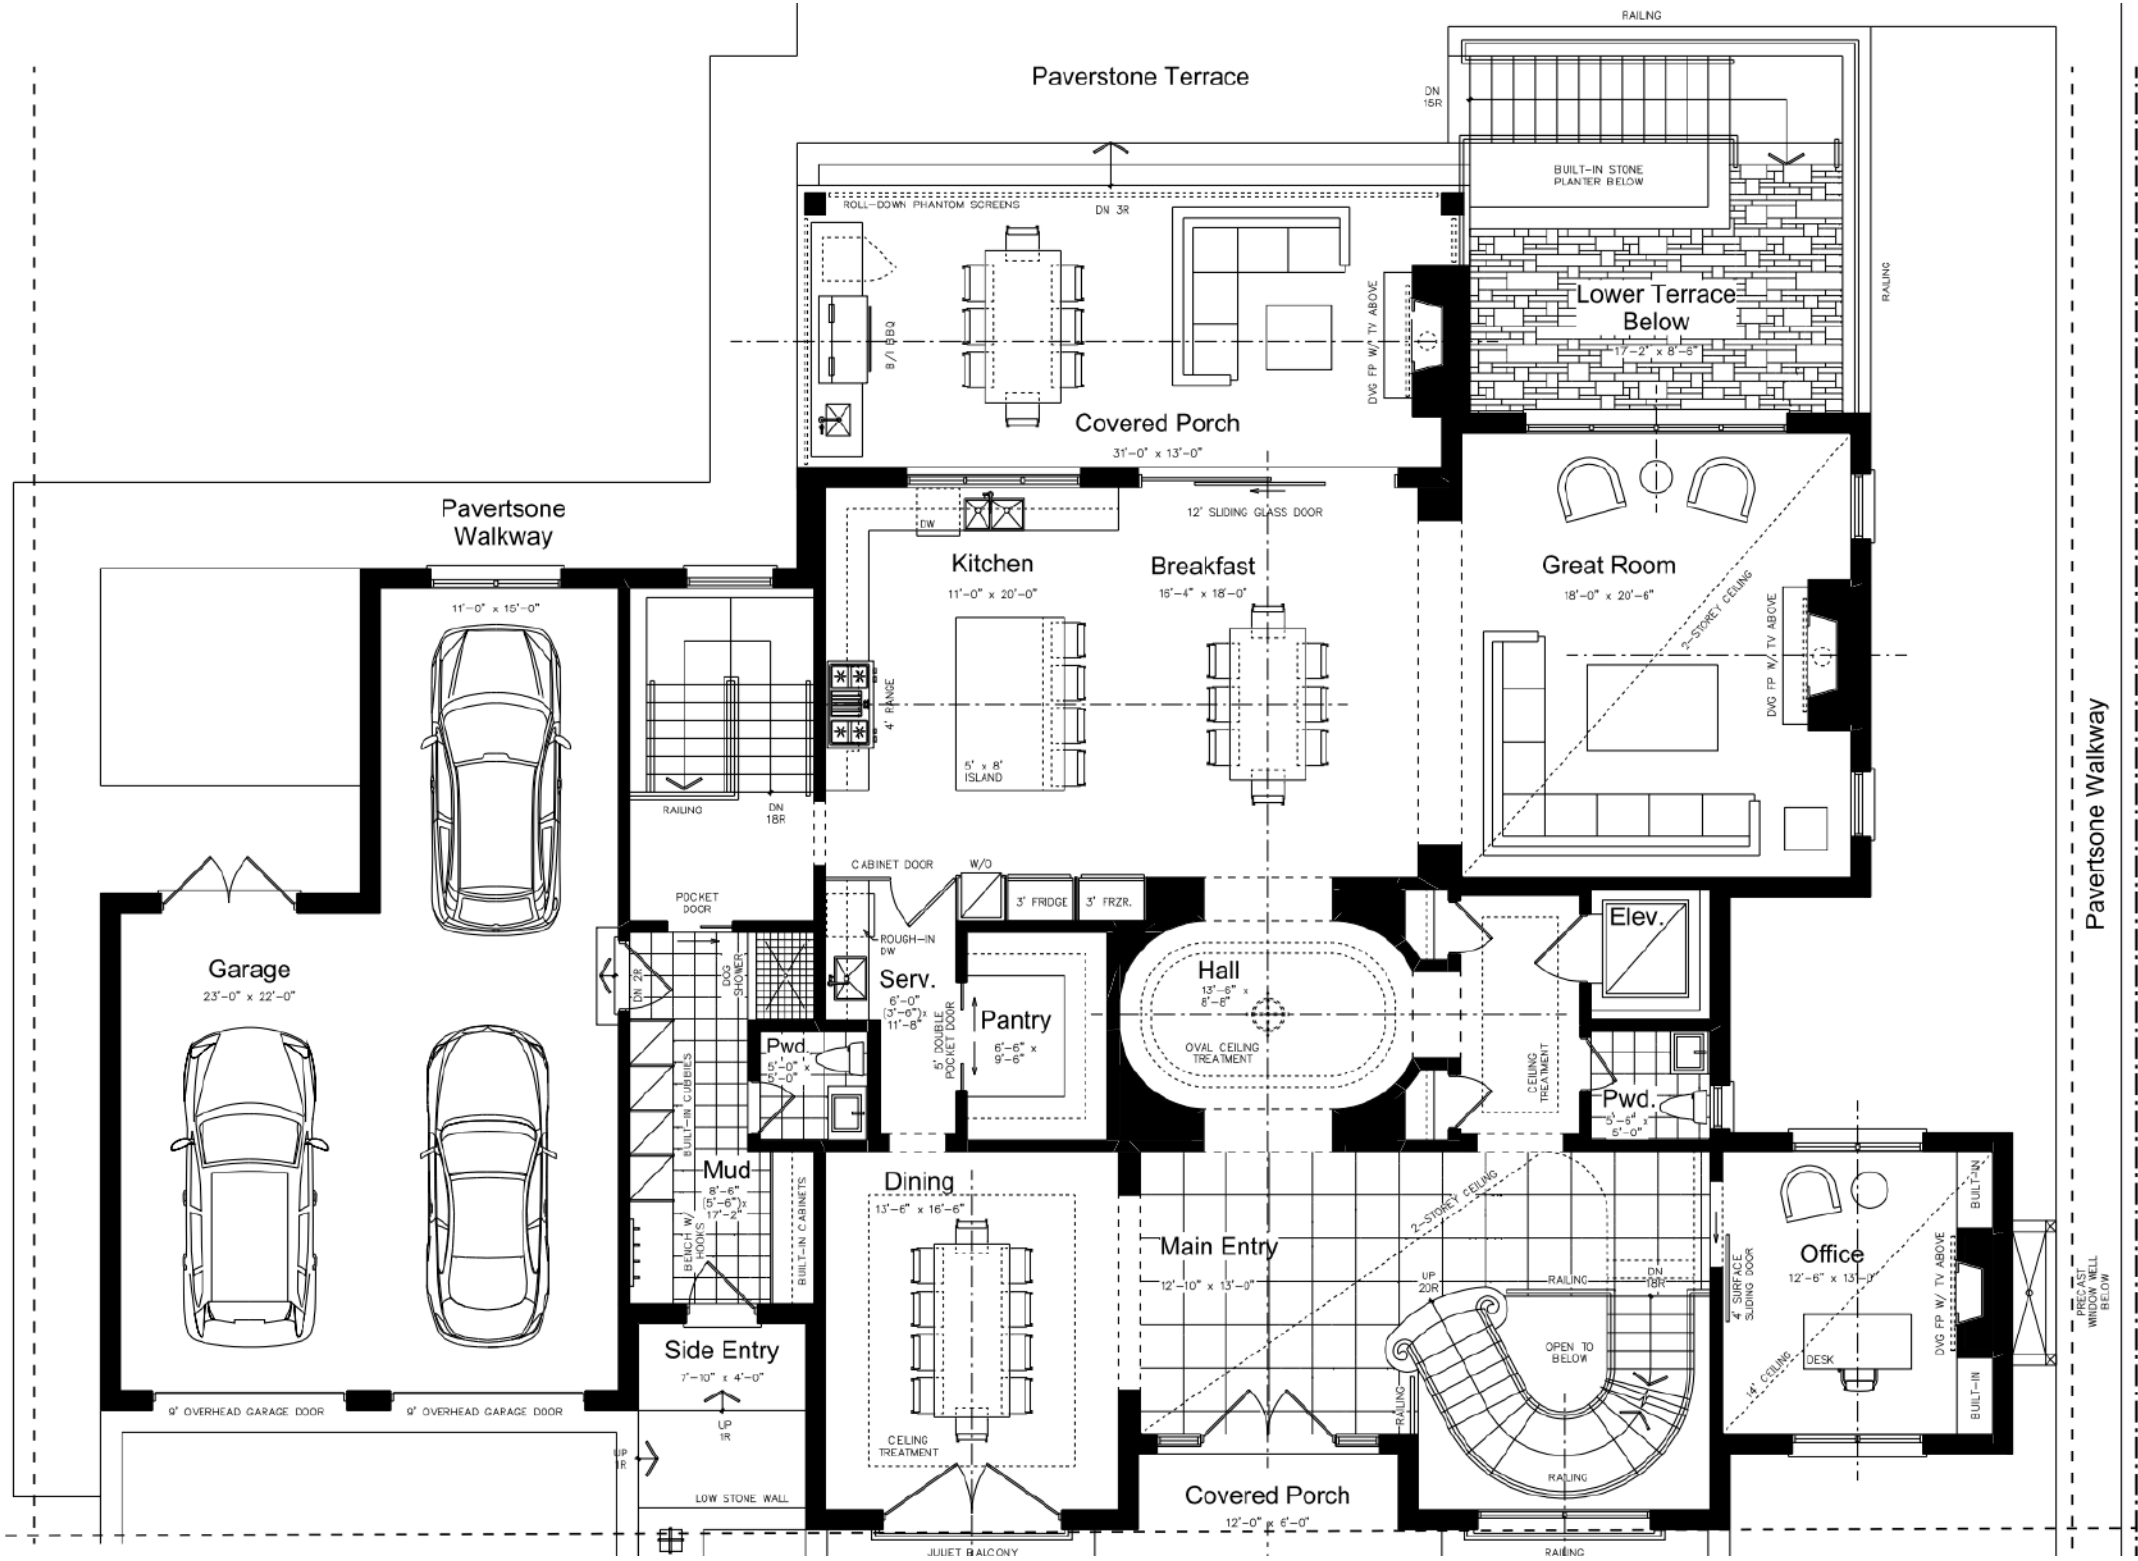 RAILING
Paverstone Terrace
DN
15R
BUILT-IN STONE
PLANTER BELOW
ROLL-DOWN PHANTOM SCREENS
DN 3R
RAILING
B/I BBQ
DVG FP W/ TV ABOVE
Lower Terrace
Below
17'-2" x 8'-6"
Covered Porch
31'-0" x 13'-0"
Pavertsone
Walkway
DW
12' SLIDING GLASS DOOR
Kitchen
11'-0" x 20'-0"
Breakfast
16'-4" x 18'-0"
Great Room
18'-0" x 20'-6"
2-STOREY CEILING
DVG FP W/ TV ABOVE
11'-0" x 15'-0"
4' RANGE
5' x 8'
ISLAND
RAILING
DN
18R
Pavertsone Walkway
CABINET DOOR
W/O
3' FRIDGE
3' FRZR.
POCKET
DOOR
Elev.
ROUGH-IN
DW
Garage
23'-0" x 22'-0"
DN 2R
DOG
SHOWER
Serv.
6'-0"
(3'-6")x
11'-8"
5' DOUBLE
POCKET DOOR
Pantry
6'-6" x
9'-6"
Hall
13'-6" x
8'-8"
OVAL CEILING
TREATMENT
CEILING
TREATMENT
Pwd.
5'-0" x
5'-0"
Pwd.
5'-6" x
5'-0"
BUILT-IN CUBBIES
Mud
8'-6"
(5'-6")x
17'-2"
BENCH W/
HOOKS
BUILT-IN CABINETS
Dining
13'-6" x 16'-6"
2-STOREY CEILING
Main Entry
12'-10" x 13'-0"
UP
20R
RAILING
DN
18R
4' SURFACE
SLIDING DOOR
Office
12'-6" x 13'-0"
BUILT-IN
DVG FP W/ TV ABOVE
PRECAST
WINDOW WELL
BELOW
Side Entry
7'-10" x 4'-0"
OPEN TO
BELOW
DESK
14' CEILING
BUILT-IN
9' OVERHEAD GARAGE DOOR
9' OVERHEAD GARAGE DOOR
UP
1R
UP
1R
CEILING
TREATMENT
RAILING
RAILING
LOW STONE WALL
Covered Porch
12'-0" x 6'-0"
JULIET BALCONY
RAILING